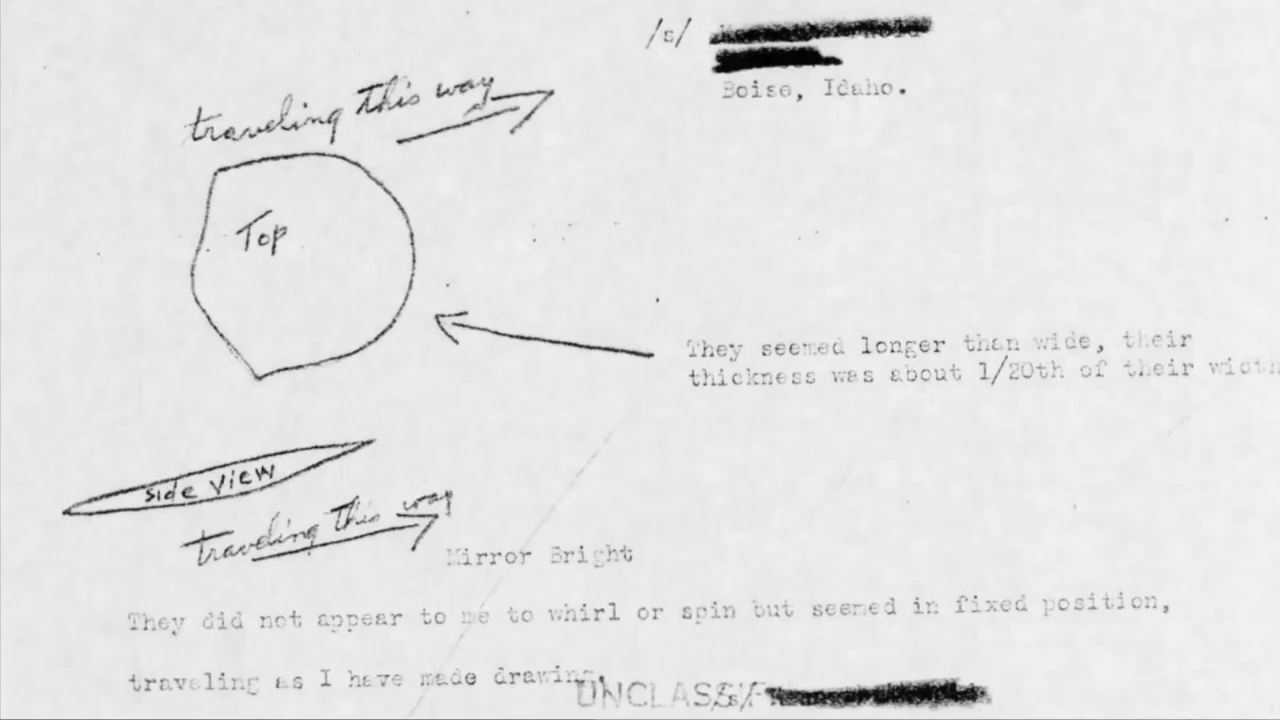 /s/
Boise, Idaho.
traveling this way
Top
They seemed longer than wide, their
thickness was about 1/20th of their width
side view
traveling this way
Mirror Bright
They did not appear to me to whirl or spin but seemed in fixed position,
traveling as I have made drawing.
UNCLASSIF
/s/